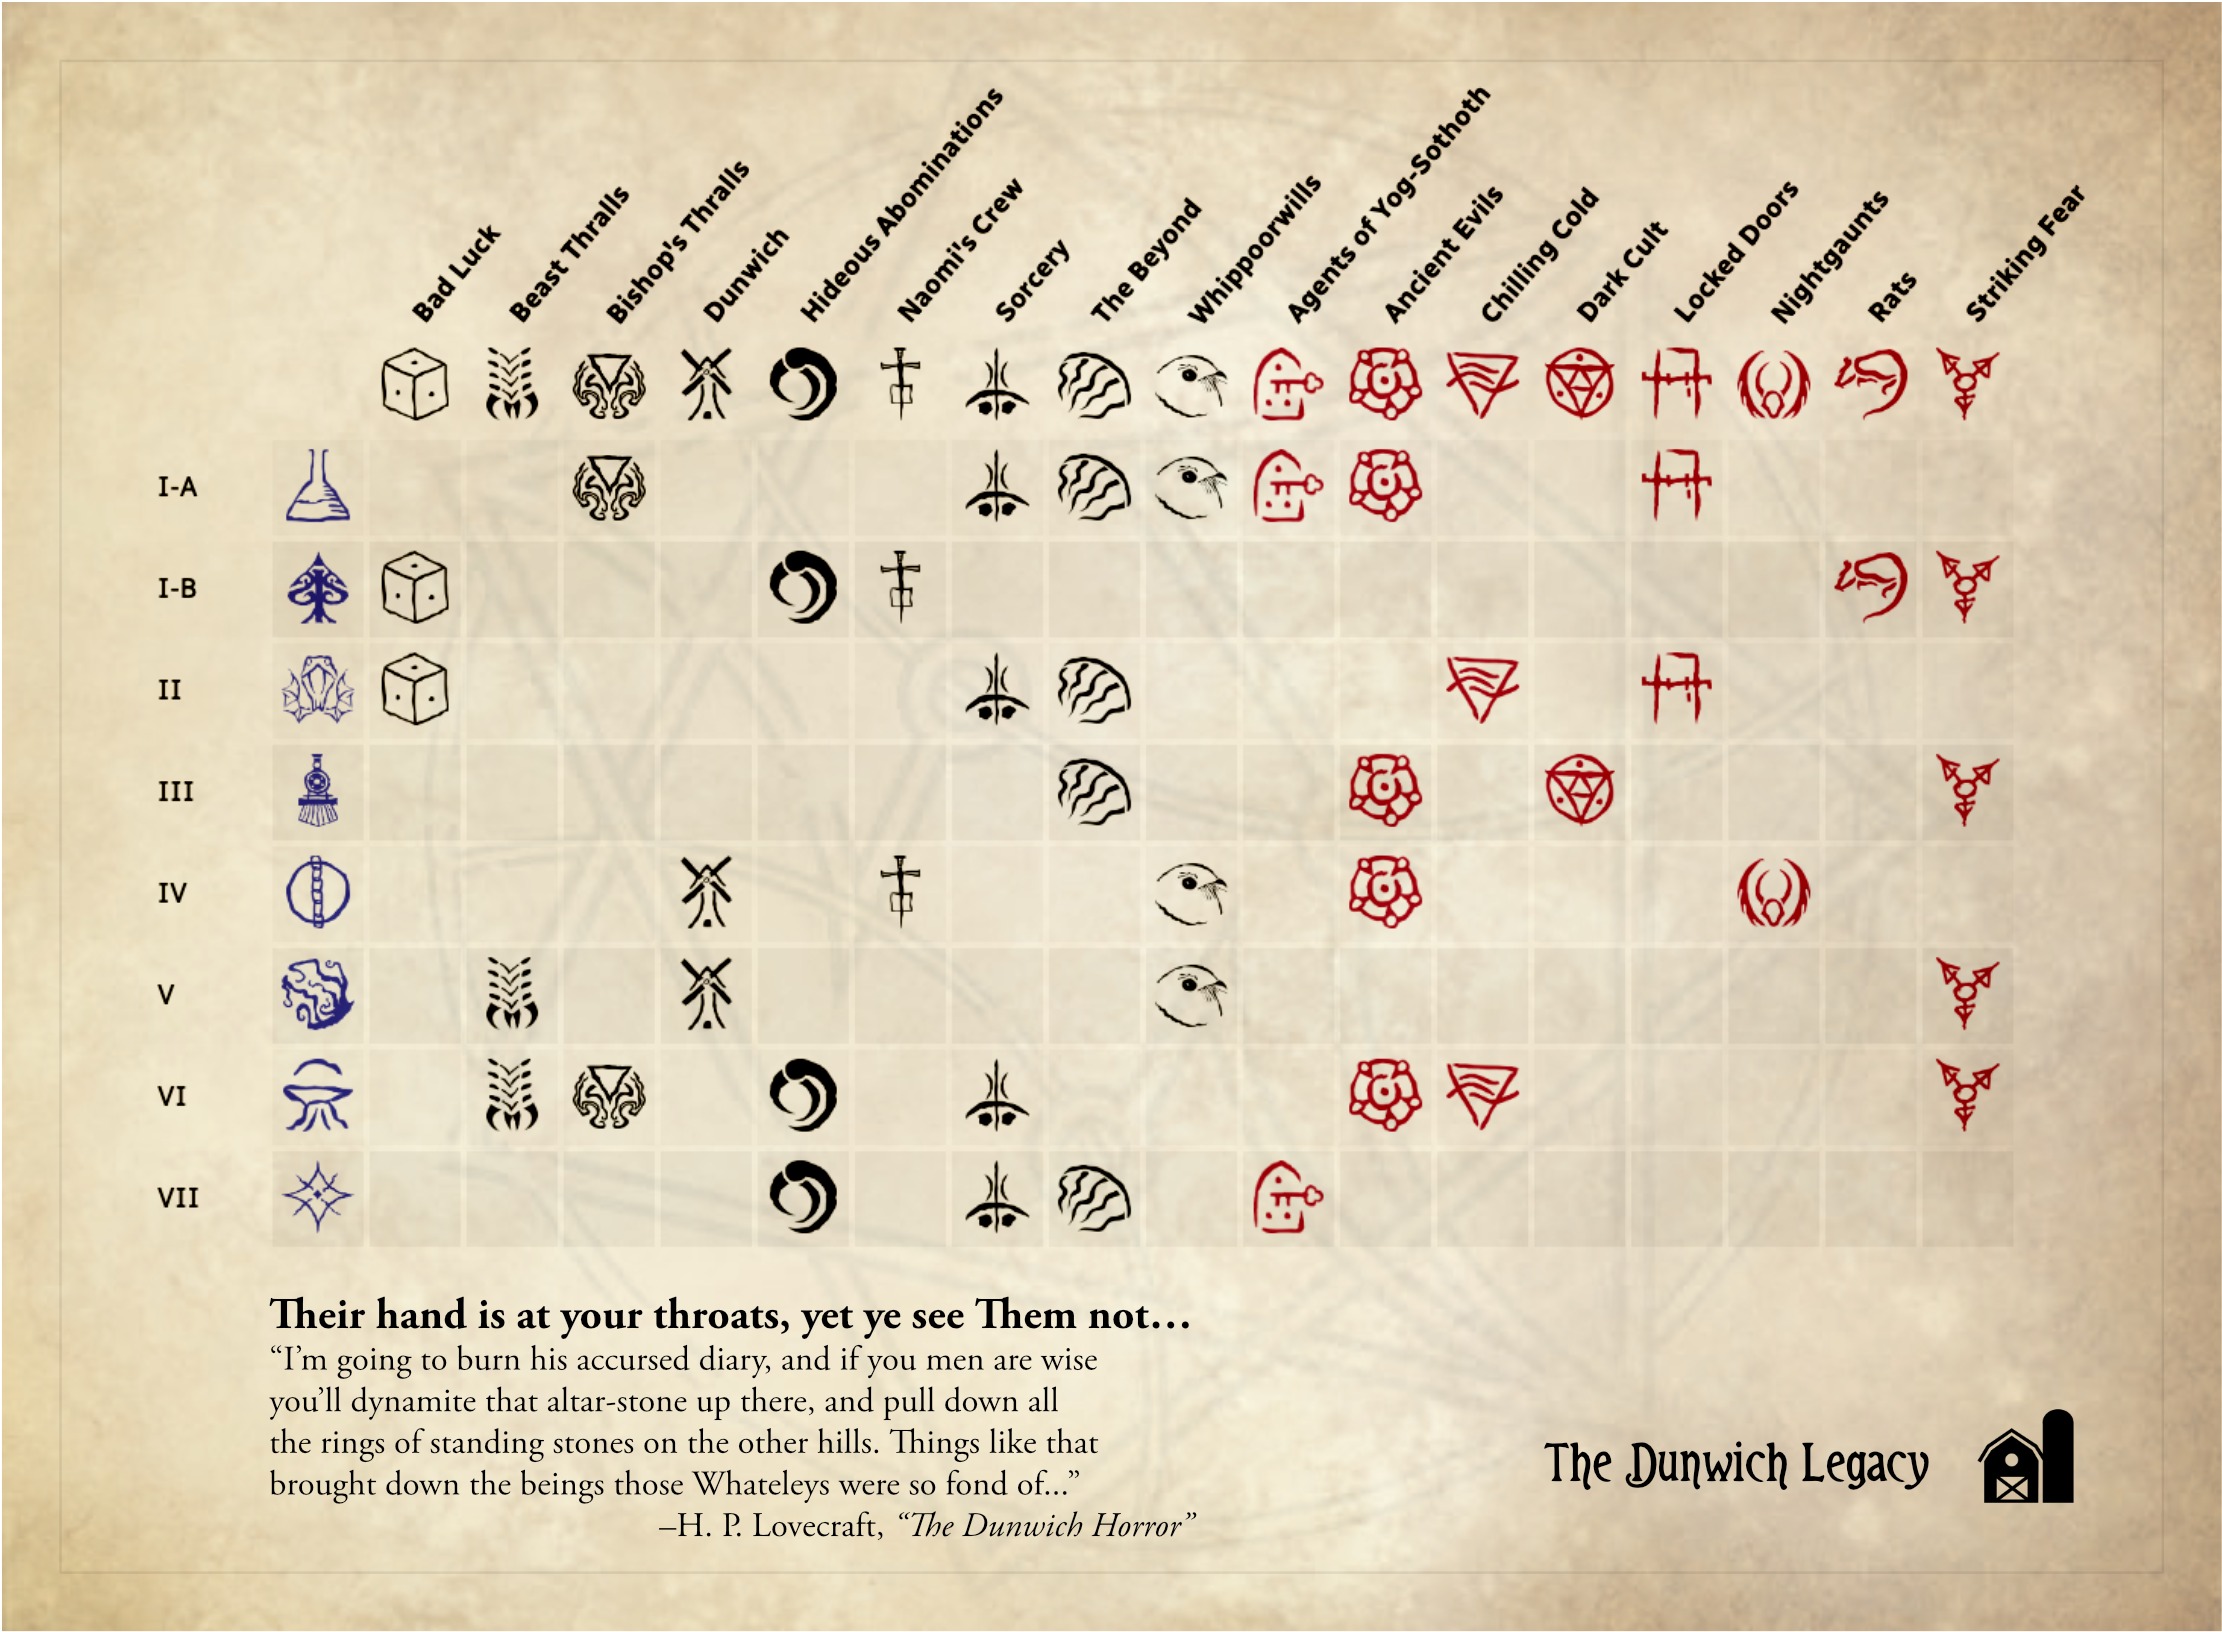 Bad Luck
Beast Thralls
Bishop's Thralls
Dunwich
Hideous Abominations
Naomi's Crew
Sorcery
The Beyond
Whippoorwills
Agents of Yog-Sothoth
Ancient Evils
Chilling Cold
Dark Cult
Locked Doors
Nightgaunts
Rats
Striking Fear
I-A
I-B
II
III
IV
V
VI
VII
Their hand is at your throats, yet ye see Them not…
“I’m going to burn his accursed diary, and if you men are wise
you’ll dynamite that altar-stone up there, and pull down all
the rings of standing stones on the other hills. Things like that
brought down the beings those Whateleys were so fond of...”
–H. P. Lovecraft, “The Dunwich Horror”
The Dunwich Legacy